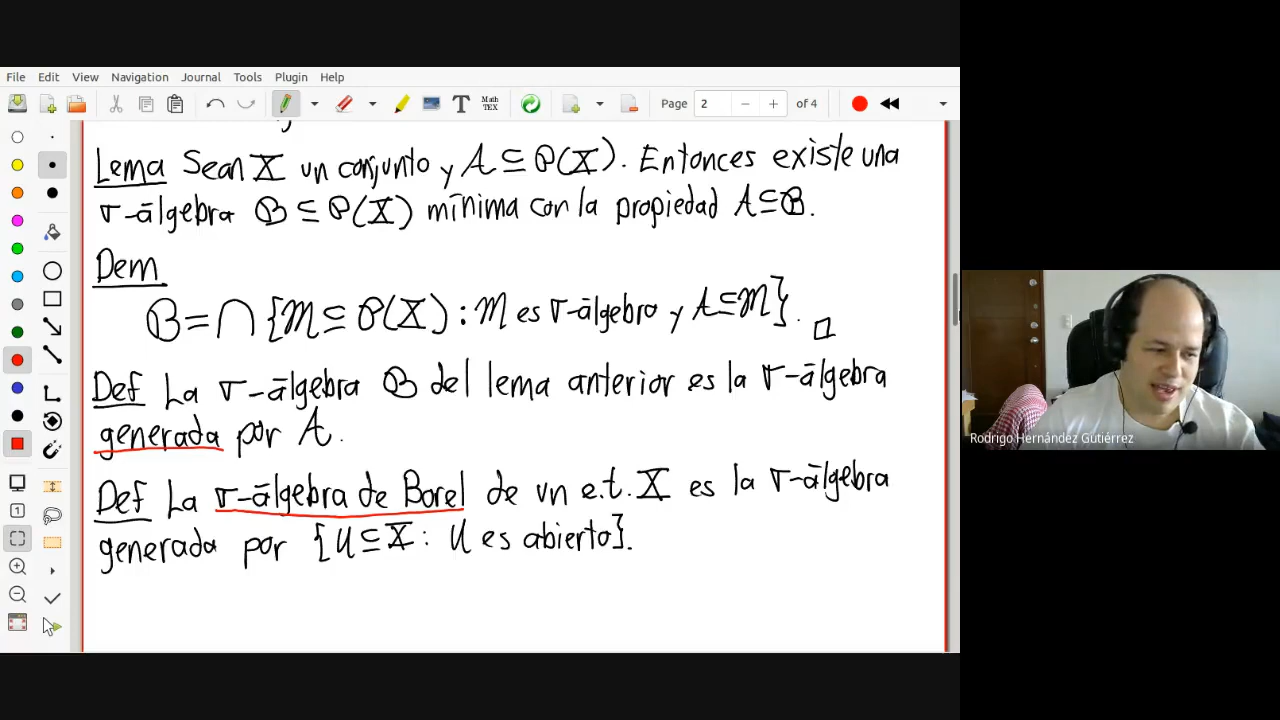 File Edit View Navigation Journal Tools Plugin Help
Math TEX Page 2 of 4
Lema Sean X un conjunto y A ⊆ P(X). Entonces existe una
σ-álgebra B ⊆ P(X) mínima con la propiedad A⊆B.
Dem
B = ∩ {M ⊆ P(X) : M es σ-álgebra y A⊆M}. □
Def La σ-álgebra B del lema anterior es la σ-álgebra
generada por A.
Def La σ-álgebra de Borel de un e.t. X es la σ-álgebra
generada por {U⊆X: U es abierto}.
Rodrigo Hernández Gutiérrez